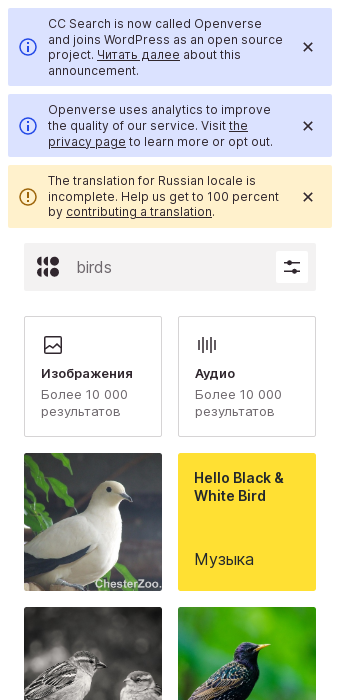 CC Search is now called Openverse
and joins WordPress as an open source
project. Читать далее about this
announcement.
Openverse uses analytics to improve
the quality of our service. Visit the
privacy page to learn more or opt out.
The translation for Russian locale is
incomplete. Help us get to 100 percent
by contributing a translation.
birds
Изображения
Более 10 000
результатов
Аудио
Более 10 000
результатов
ChesterZoo.
Hello Black &
White Bird
Музыка